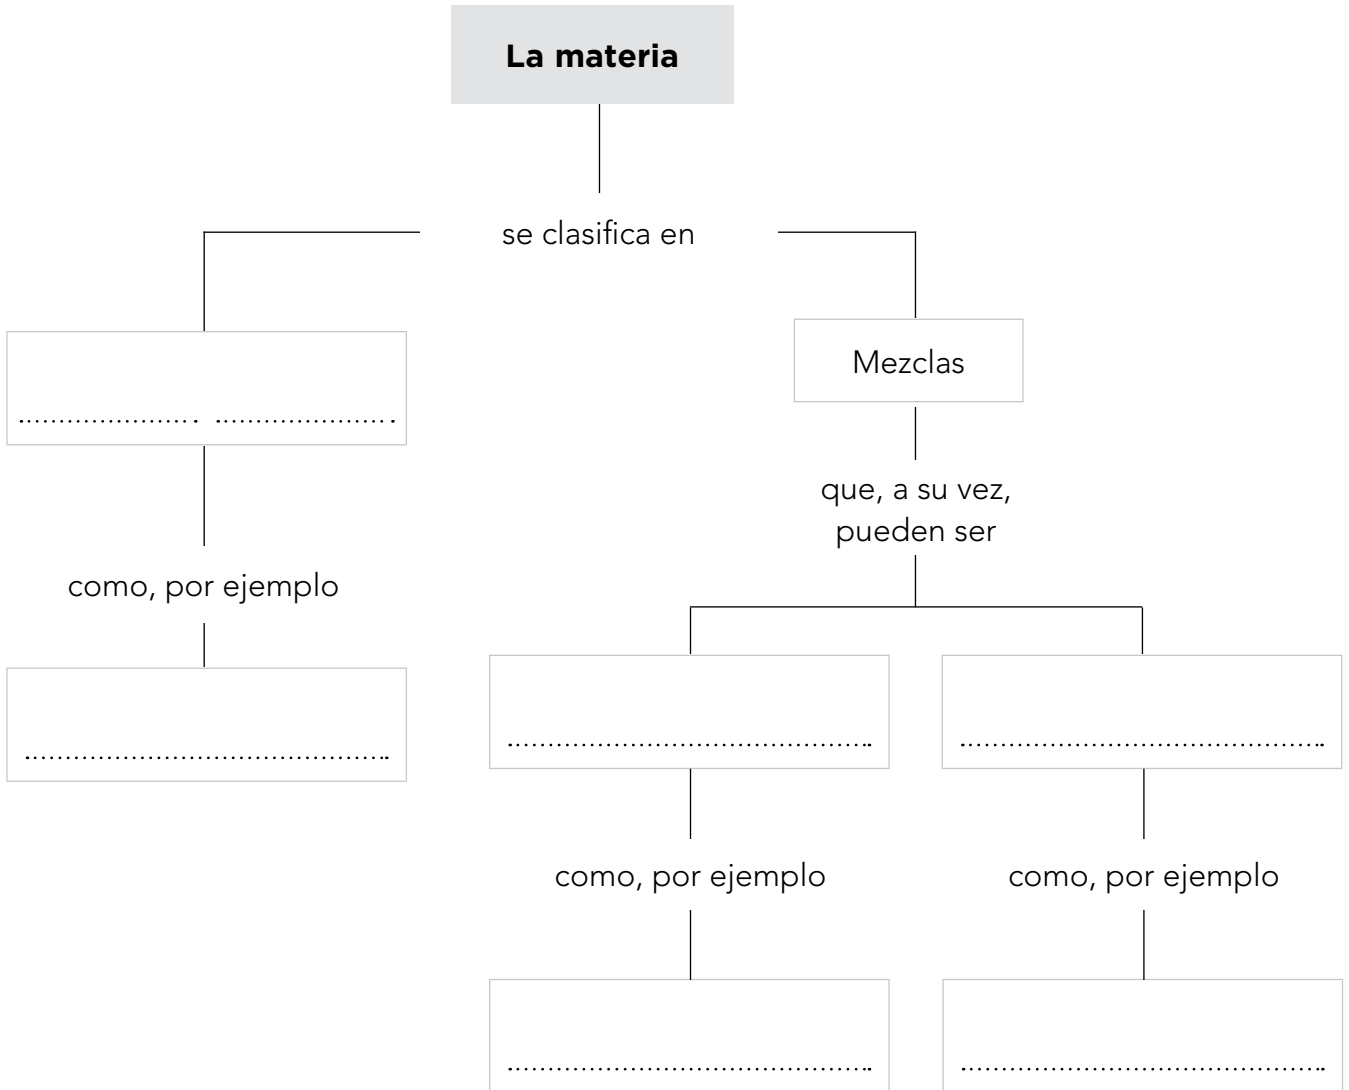 La materia
se clasifica en
Mezclas
que, a su vez,
pueden ser
como, por ejemplo
como, por ejemplo
como, por ejemplo